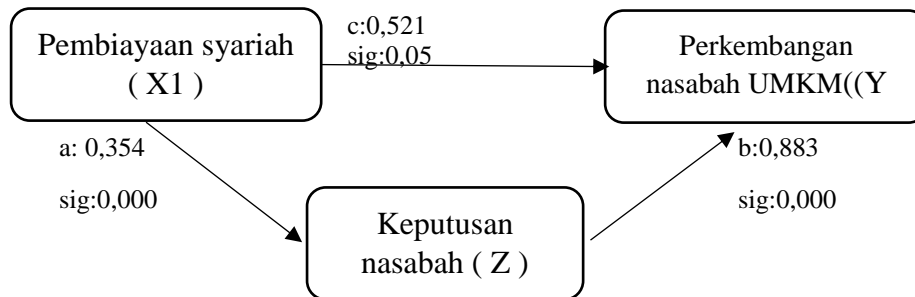 Pembiayaan syariah
( X1 )
c:0,521
sig:0,05
Perkembangan
nasabah UMKM((Y
a: 0,354
sig:0,000
b:0,883
sig:0,000
Keputusan
nasabah ( Z )